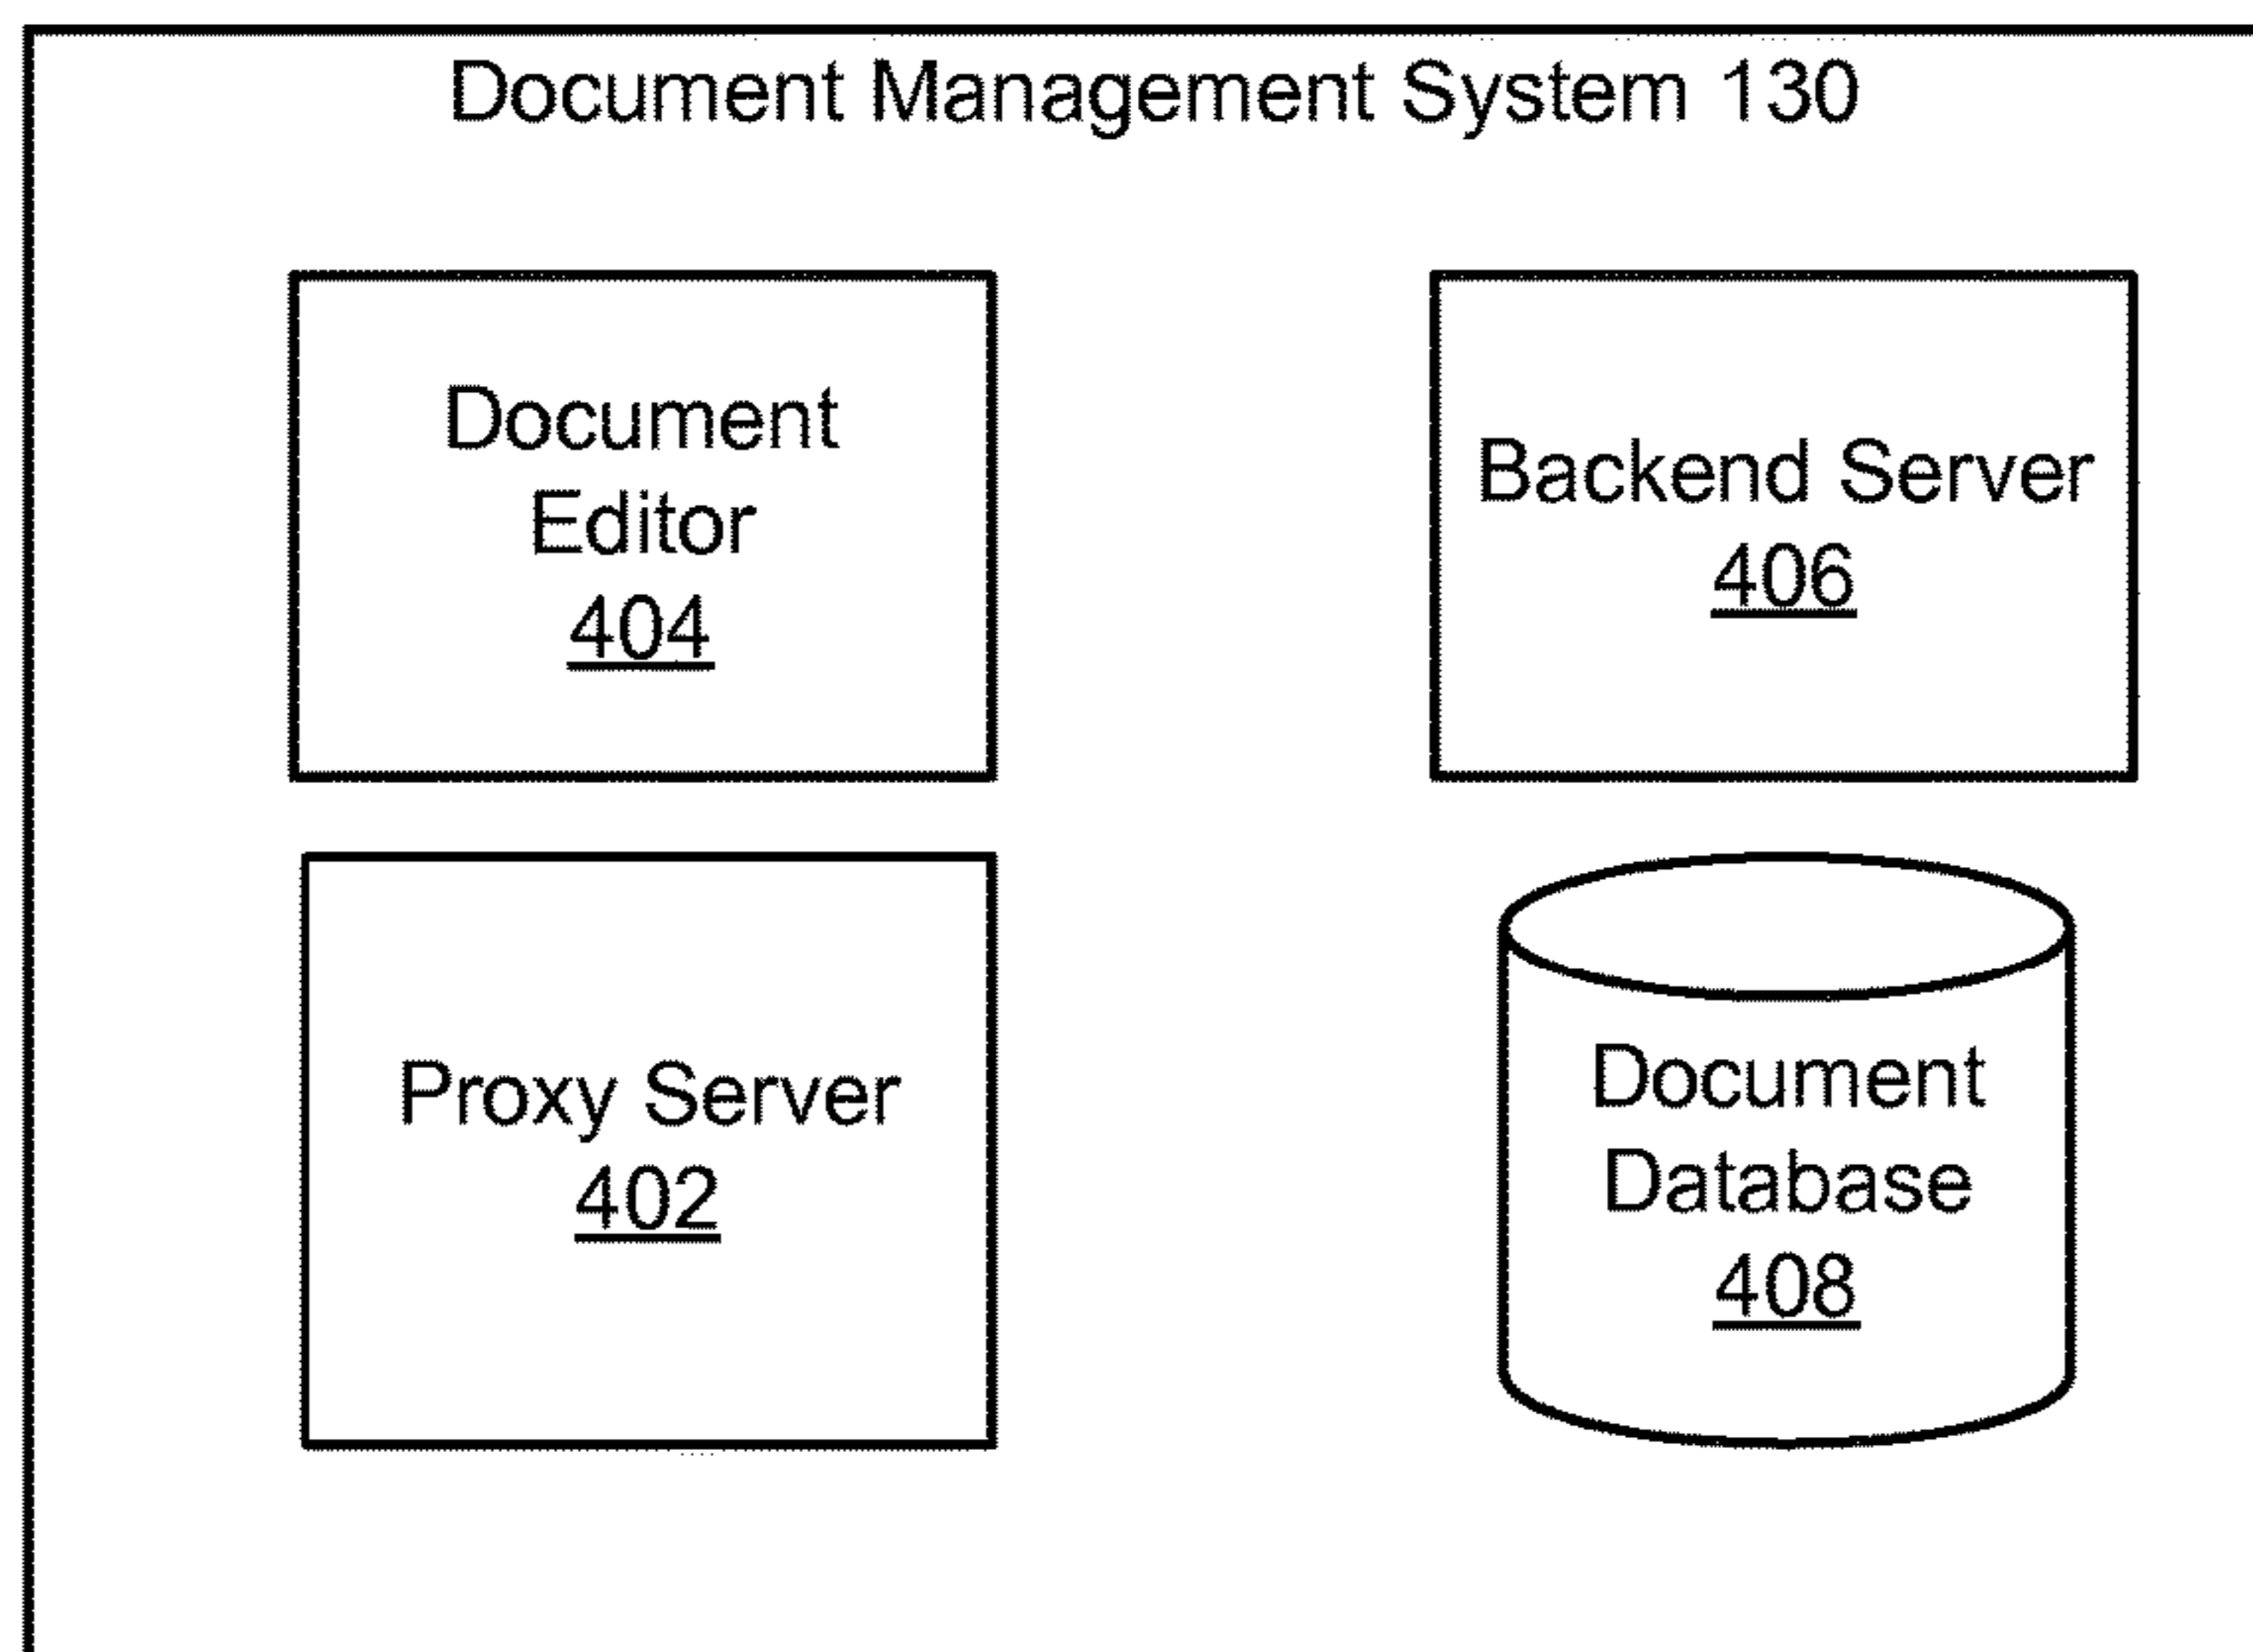 Document Management System 130
Document
Editor
404
Backend Server
406
Proxy Server
402
Document
Database
408